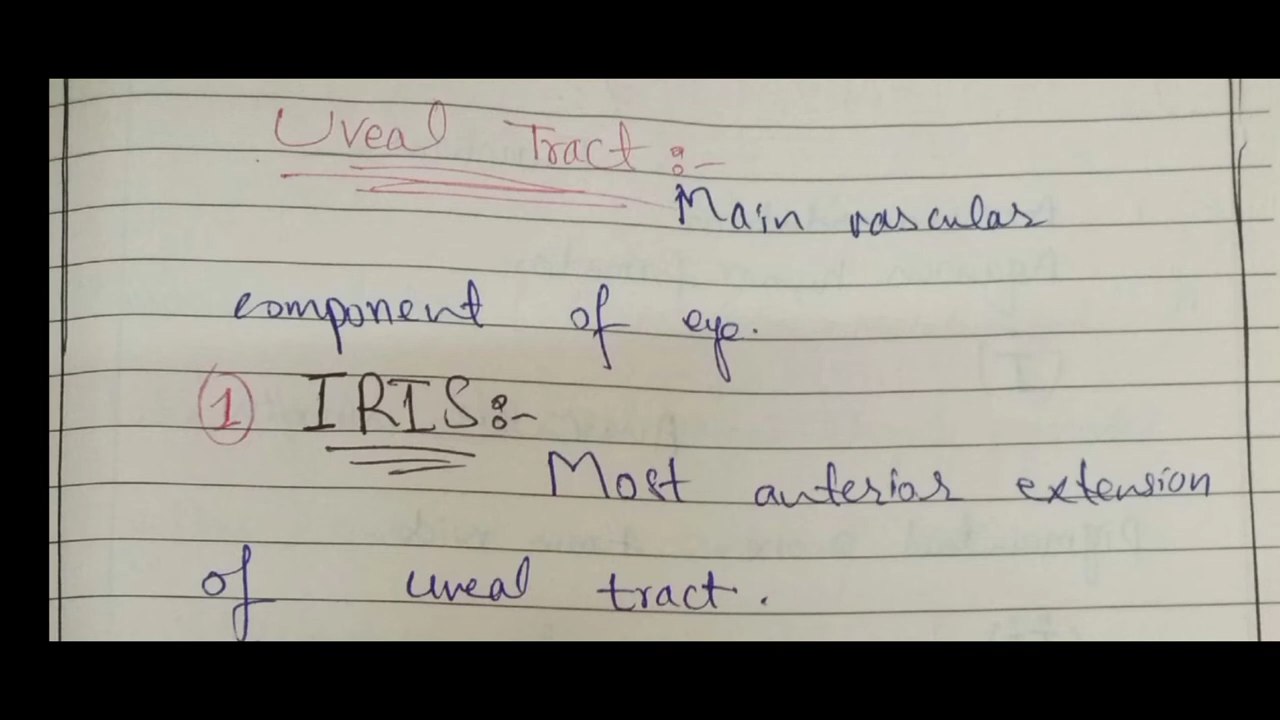 Uveal Tract :-
Main vascular
component of eye.
① IRIS :-
Most anterior extension
of uveal tract.